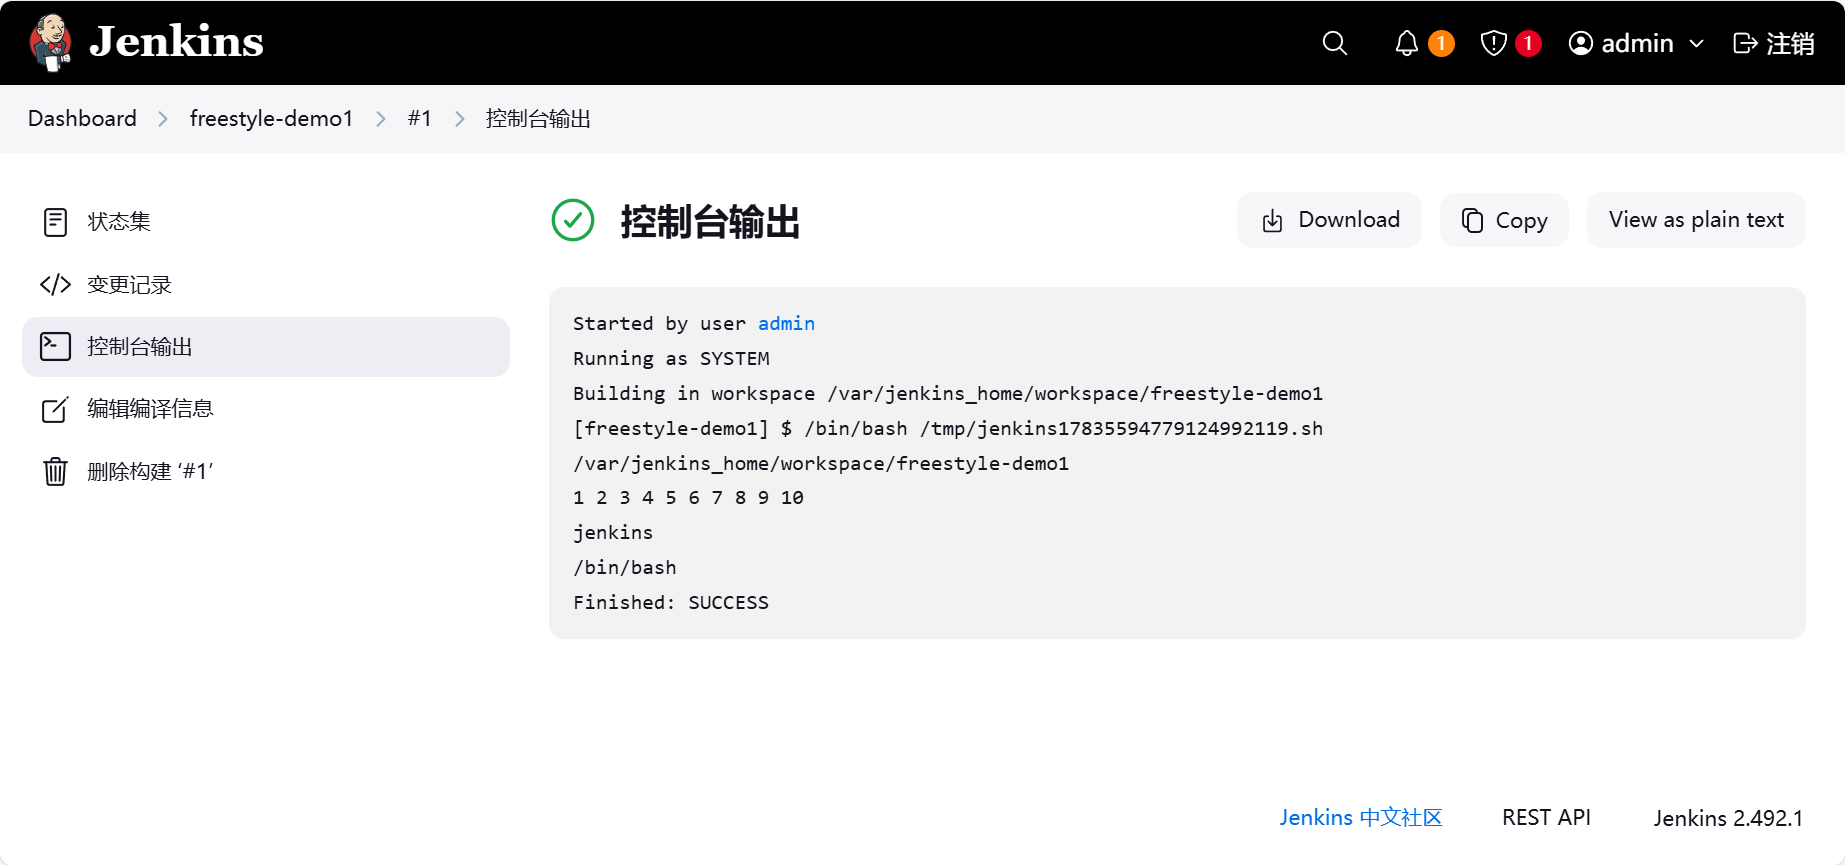 Jenkins
1
1
admin
注销
Dashboard
freestyle-demo1
#1
控制台输出
状态集
变更记录
控制台输出
编辑编译信息
删除构建 ‘#1’
控制台输出
Download
Copy
View as plain text
Started by user admin
Running as SYSTEM
Building in workspace /var/jenkins_home/workspace/freestyle-demo1
[freestyle-demo1] $ /bin/bash /tmp/jenkins17835594779124992119.sh
/var/jenkins_home/workspace/freestyle-demo1
1 2 3 4 5 6 7 8 9 10
jenkins
/bin/bash
Finished: SUCCESS
Jenkins 中文社区
REST API
Jenkins 2.492.1